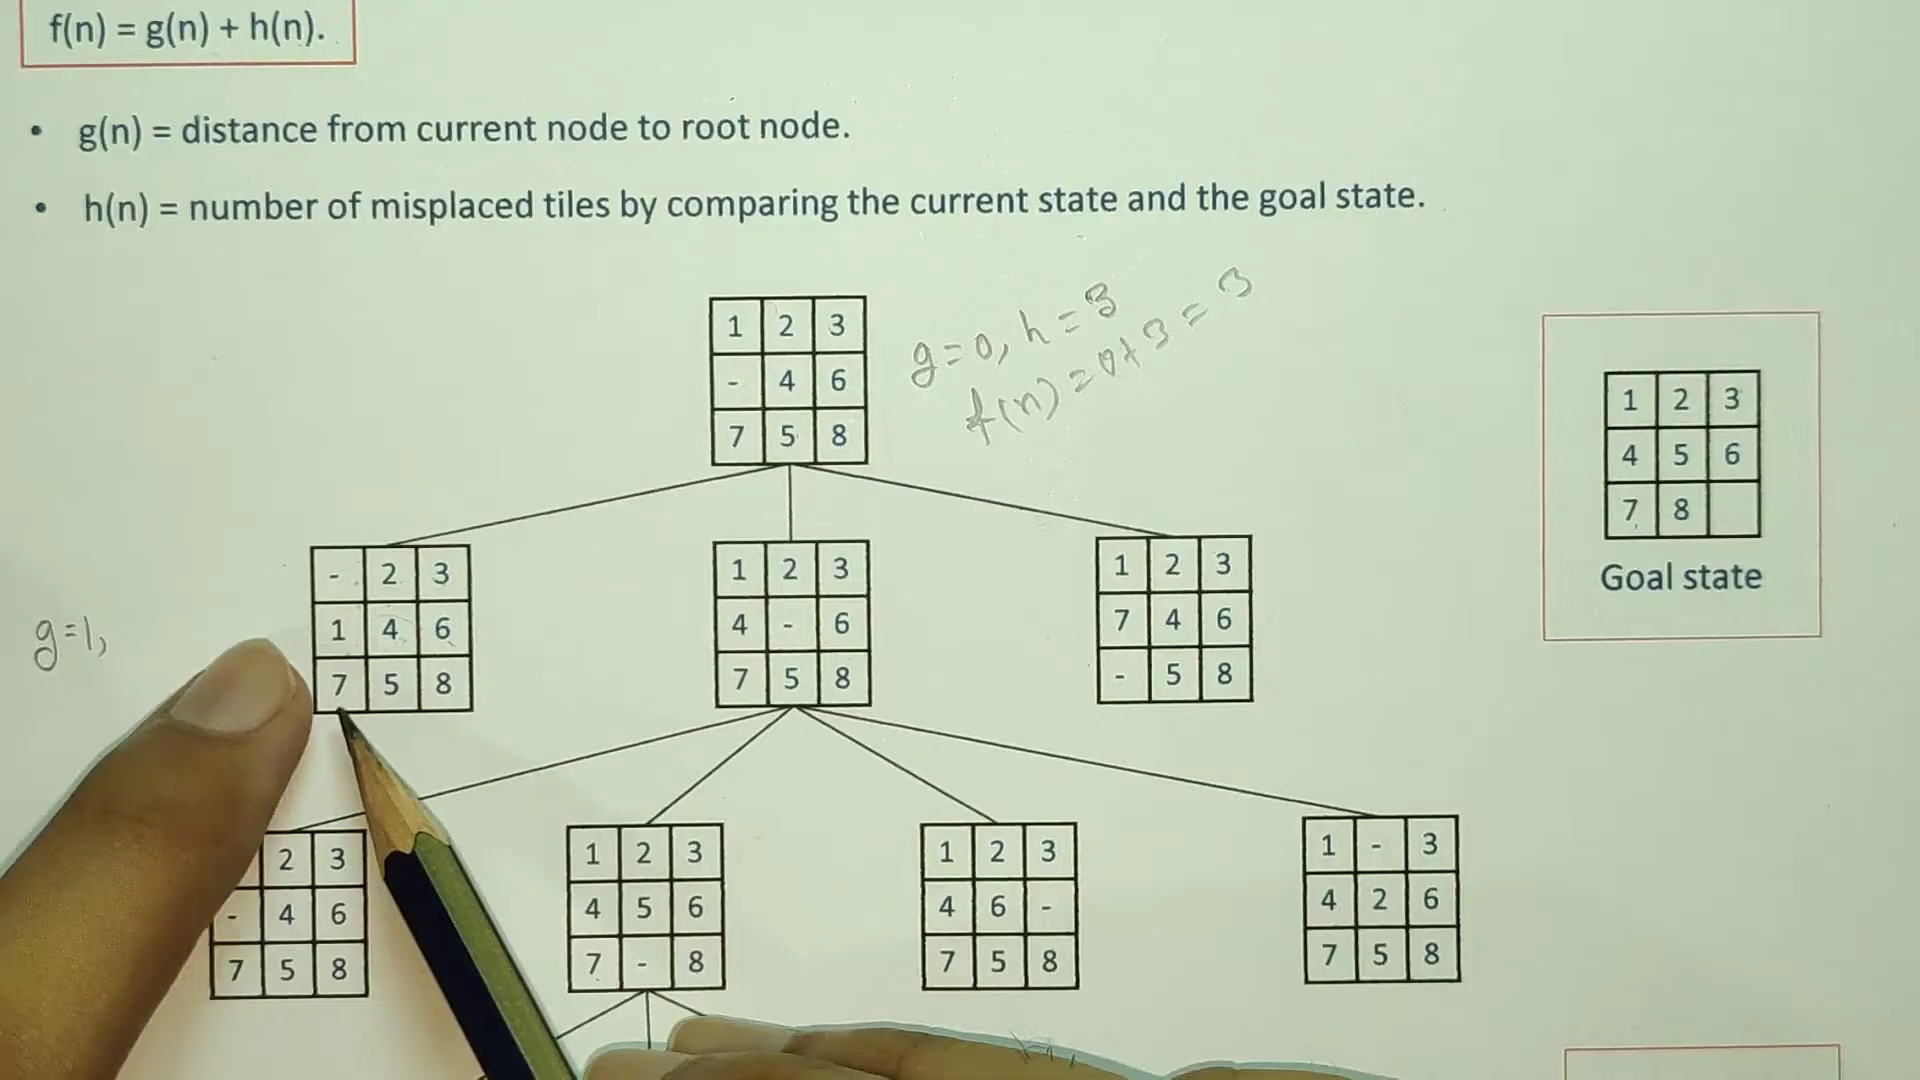 f(n) = g(n) + h(n).
• g(n) = distance from current node to root node.
• h(n) = number of misplaced tiles by comparing the current state and the goal state.
g=0, h=3
f(n)=0+3=3
1 2 3
- 4 6
7 5 8
1 2 3
4 5 6
7 8
Goal state
g=1,
- 2 3
1 4 6
7 5 8
1 2 3
4 - 6
7 5 8
1 2 3
7 4 6
- 5 8
2 3
- 4 6
7 5 8
1 2 3
4 5 6
7 - 8
1 2 3
4 6 -
7 5 8
1 - 3
4 2 6
7 5 8